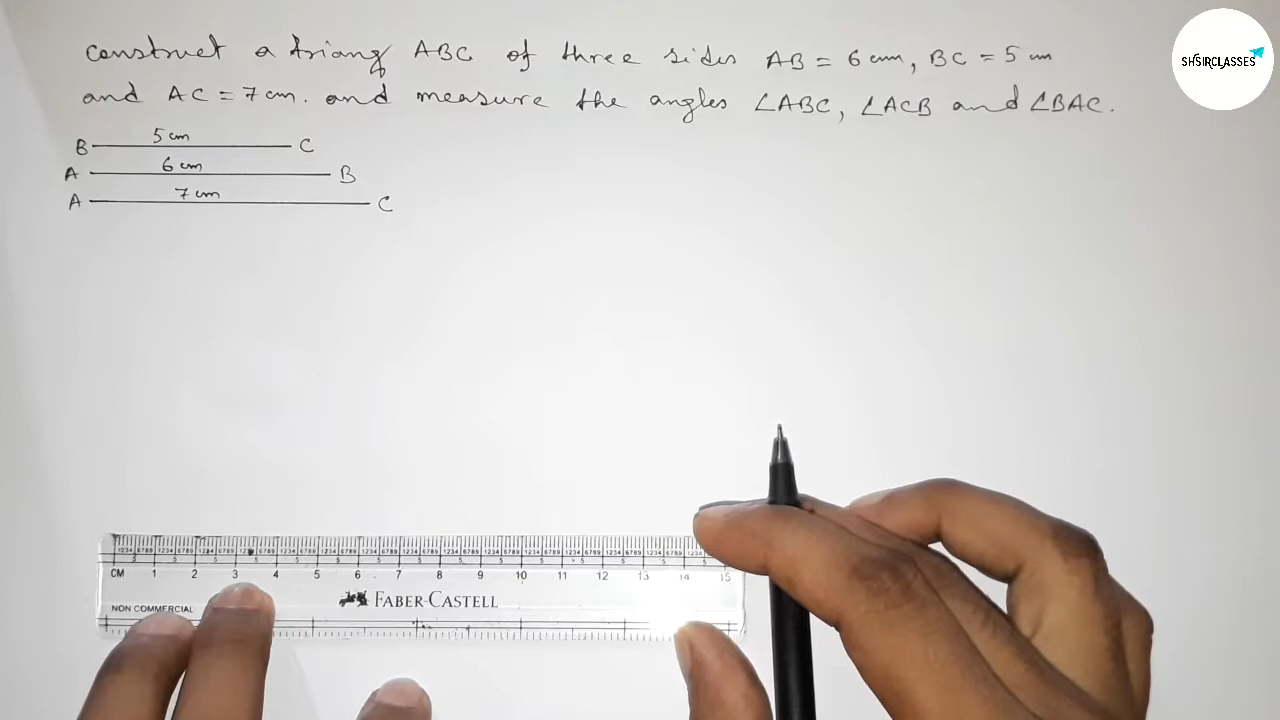 construct a triang ABC of three sides AB = 6 cm, BC = 5 cm
and AC = 7 cm. and measure the angles ∠ABC, ∠ACB and ∠BAC.
SHSIRCLASSES
B 5 cm C
A 6 cm B
A 7 cm C
CM 1 2 3 4 5 6 7 8 9 10 11 12 13 14 15
FABER-CASTELL
NON COMMERCIAL